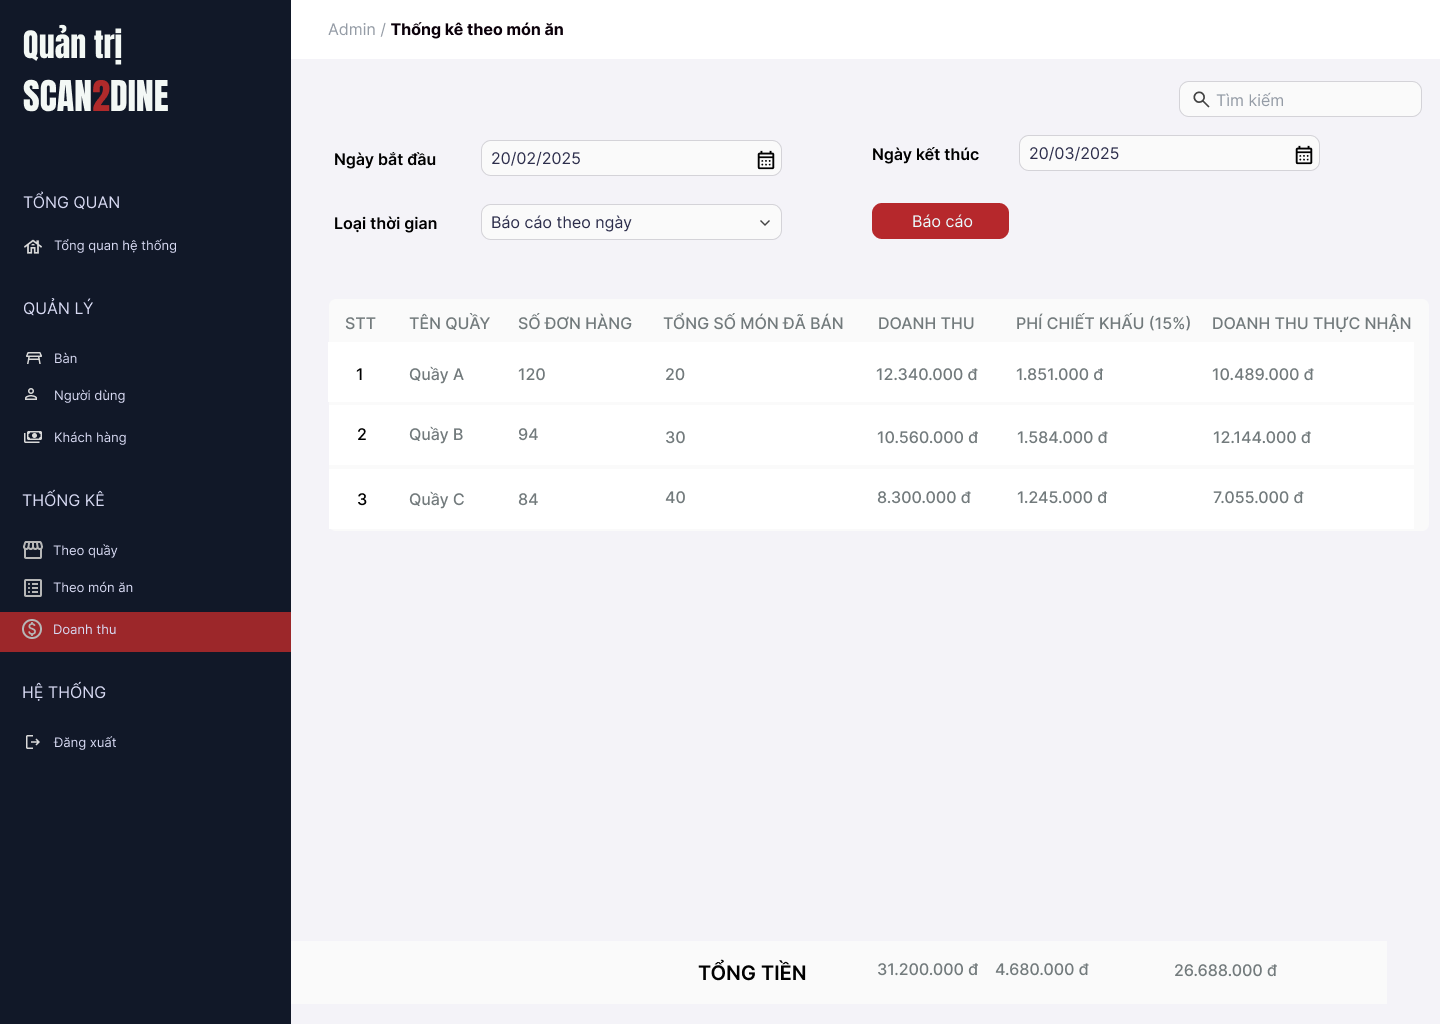 Quản trị
SCAN2DINE
TỔNG QUAN
Tổng quan hệ thống
QUẢN LÝ
Bàn
Người dùng
Khách hàng
THỐNG KÊ
Theo quầy
Theo món ăn
Doanh thu
HỆ THỐNG
Đăng xuất
Admin / Thống kê theo món ăn
Tìm kiếm
Ngày bắt đầu 20/02/2025 Ngày kết thúc 20/03/2025
Loại thời gian Báo cáo theo ngày Báo cáo
STT TÊN QUẦY SỐ ĐƠN HÀNG TỔNG SỐ MÓN ĐÃ BÁN DOANH THU PHÍ CHIẾT KHẤU (15%) DOANH THU THỰC NHẬN
1 Quầy A 120 20 12.340.000 đ 1.851.000 đ 10.489.000 đ
2 Quầy B 94 30 10.560.000 đ 1.584.000 đ 12.144.000 đ
3 Quầy C 84 40 8.300.000 đ 1.245.000 đ 7.055.000 đ
TỔNG TIỀN 31.200.000 đ 4.680.000 đ 26.688.000 đ